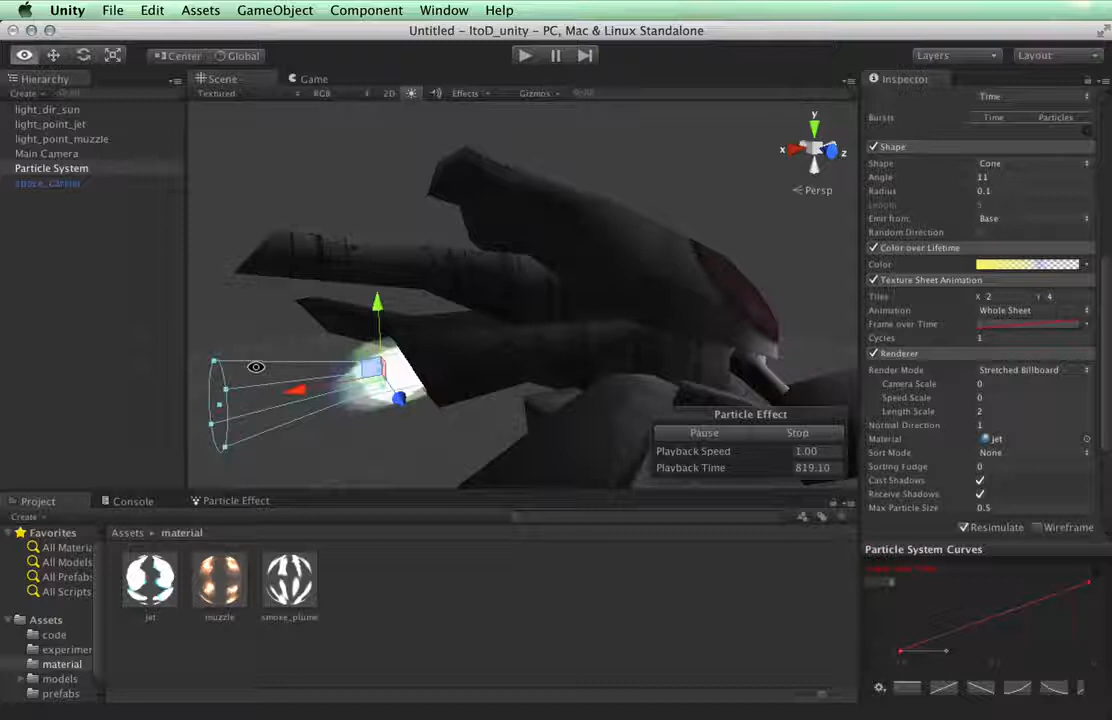 Unity File Edit Assets GameObject Component Window Help
Untitled - ItoD_unity - PC, Mac & Linux Standalone
Center Global Layers Layout
Hierarchy Scene Game Inspector
Create Textured RGB 2D Effects Gizmos
light_dir_sun
light_point_jet
light_point_muzzle
Main Camera
Particle System
space_carrier
y
x z
Persp
Particle Effect
Pause Stop
Playback Speed 1.00
Playback Time 819.10
Time
Bursts Time Particles
Shape
Shape Cone
Angle 11
Radius 0.1
Length 5
Emit from: Base
Random Direction
Color over Lifetime
Color
Texture Sheet Animation
Tiles X 2 Y 4
Animation Whole Sheet
Frame over Time
Cycles 1
Renderer
Render Mode Stretched Billboard
Camera Scale 0
Speed Scale 0
Length Scale 2
Normal Direction 1
Material jet
Sort Mode None
Sorting Fudge 0
Cast Shadows
Receive Shadows
Max Particle Size 0.5
Resimulate Wireframe
Particle System Curves
Project Console Particle Effect
Create
Favorites
All Materia
All Models
All Prefabs
All Scripts
Assets
code
experimer
material
models
prefabs
Assets material
jet muzzle smoke_plume